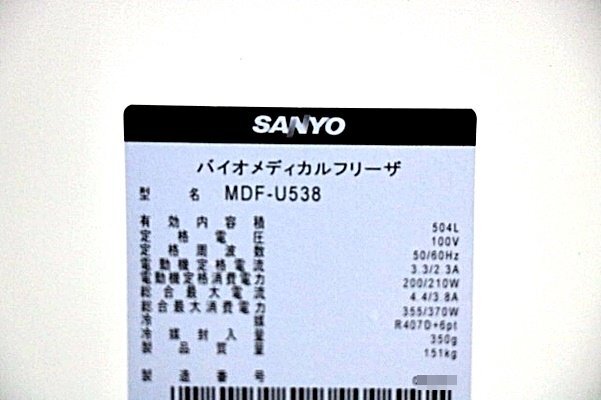 SANYO
バイオメディカルフリーザ
型 名 MDF-U538
有効内容積 504L
定格電圧 100V
定格周波数 50/60Hz
電動機定格電流 3.3/2.3A
電動機定格消費電力 200/210W
総合最大電流 4.4/3.8A
総合最大消費電力 355/370W
冷媒 R407D+6pt
冷媒封入量 350g
製品質量 151kg
製造番号